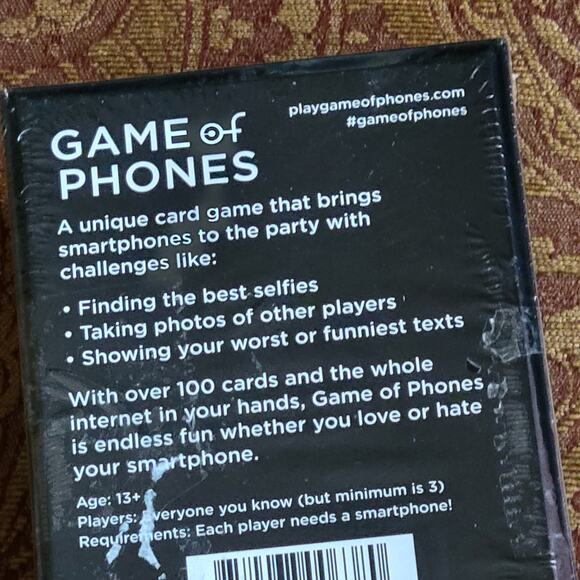 playgameofphones.com
#gameofphones
GAME of
PHONES
A unique card game that brings
smartphones to the party with
challenges like:
• Finding the best selfies
• Taking photos of other players
• Showing your worst or funniest texts
With over 100 cards and the whole
internet in your hands, Game of Phones
is endless fun whether you love or hate
your smartphone.
Age: 13+
Players: Everyone you know (but minimum is 3)
Requirements: Each player needs a smartphone!